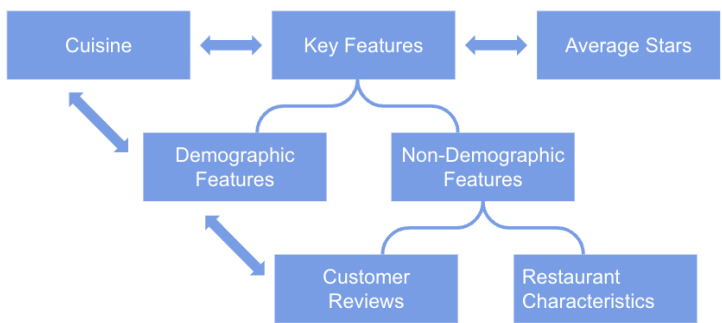 Cuisine
Key Features
Average Stars
Demographic
Features
Non-Demographic
Features
Customer
Reviews
Restaurant
Characteristics